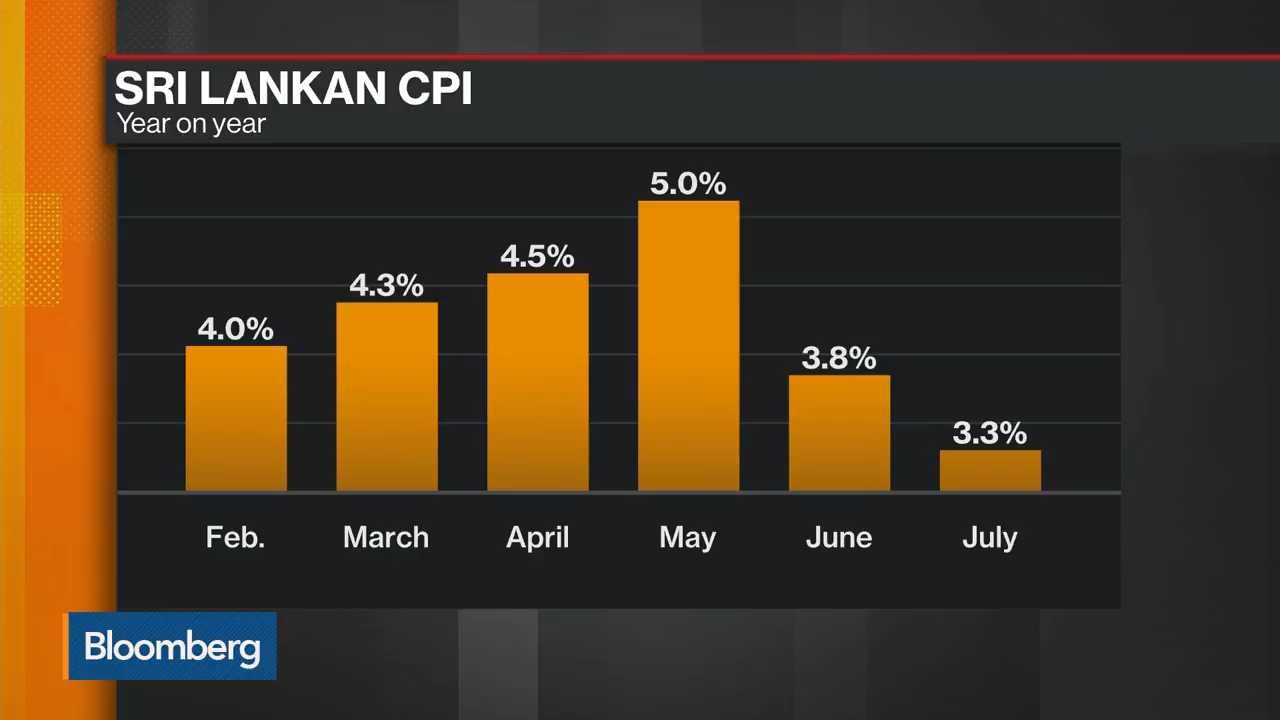 SRI LANKAN CPI
Year on year
5.0%
4.5%
4.3%
4.0%
3.8%
3.3%
Feb. March April May June July
Bloomberg